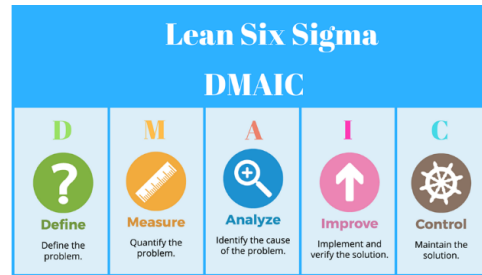 Lean Six Sigma
DMAIC
D
Define
Define the
problem.
M
Measure
Quantify the
problem.
A
Analyze
Identify the cause
of the problem.
I
Improve
Implement and
verify the solution.
C
Control
Maintain the
solution.